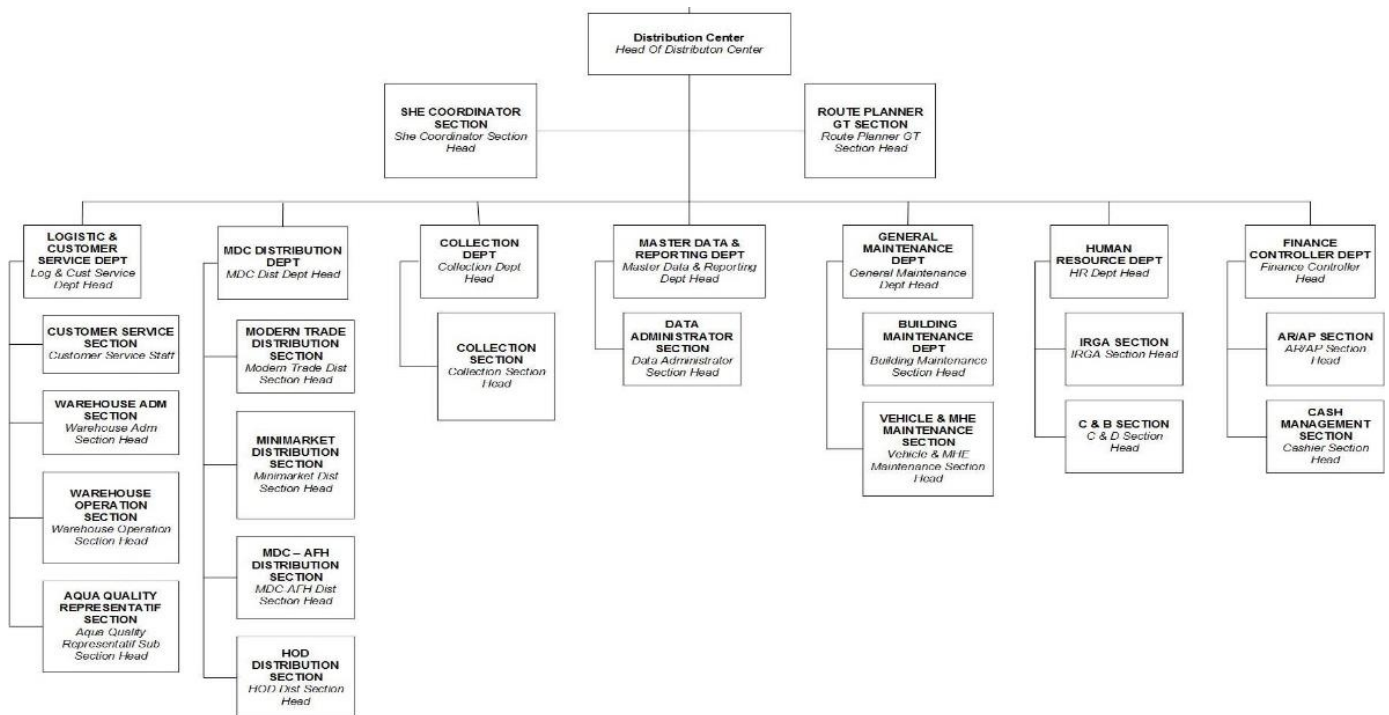 Distribution Center
Head Of Distributon Center
SHE COORDINATOR
SECTION
She Coordinator Section
Head
ROUTE PLANNER
GT SECTION
Route Planner GT
Section Head
LOGISTIC &
CUSTOMER
SERVICE DEPT
Log & Cust Service
Dept Head
MDC DISTRIBUTION
DEPT
MDC Dist Dept Head
COLLECTION
DEPT
Collection Dept
Head
MASTER DATA &
REPORTING DEPT
Master Data & Reporting
Dept Head
GENERAL
MAINTENANCE
DEPT
General Maintenance
Dept Head
HUMAN
RESOURCE DEPT
HR Dept Head
FINANCE
CONTROLLER DEPT
Finance Controller
Head
CUSTOMER SERVICE
SECTION
Customer Service Staff
WAREHOUSE ADM
SECTION
Warehouse Adm
Section Head
WAREHOUSE
OPERATION
SECTION
Warehouse Operation
Section Head
AQUA QUALITY
REPRESENTATIF
SECTION
Aqua Quality
Representatif Sub
Section Head
MODERN TRADE
DISTRIBUTION
SECTION
Modern Trade Dist
Section Head
MINIMARKET
DISTRIBUTION
SECTION
Minimarket Dist
Section Head
MDC – AFH
DISTRIBUTION
SECTION
MDC AFH Dist
Section Head
HOD
DISTRIBUTION
SECTION
HOD Dist Section
Head
COLLECTION
SECTION
Collection Section
Head
DATA
ADMINISTRATOR
SECTION
Data Administrator
Section Head
BUILDING
MAINTENANCE
DEPT
Building Maintenance
Section Head
VEHICLE & MHE
MAINTENANCE
SECTION
Vehicle & MHE
Maintenance Section
Head
IRGA SECTION
IRGA Section Head
C & B SECTION
C & D Section
Head
AR/AP SECTION
AR/AP Section
Head
CASH
MANAGEMENT
SECTION
Cashier Section
Head